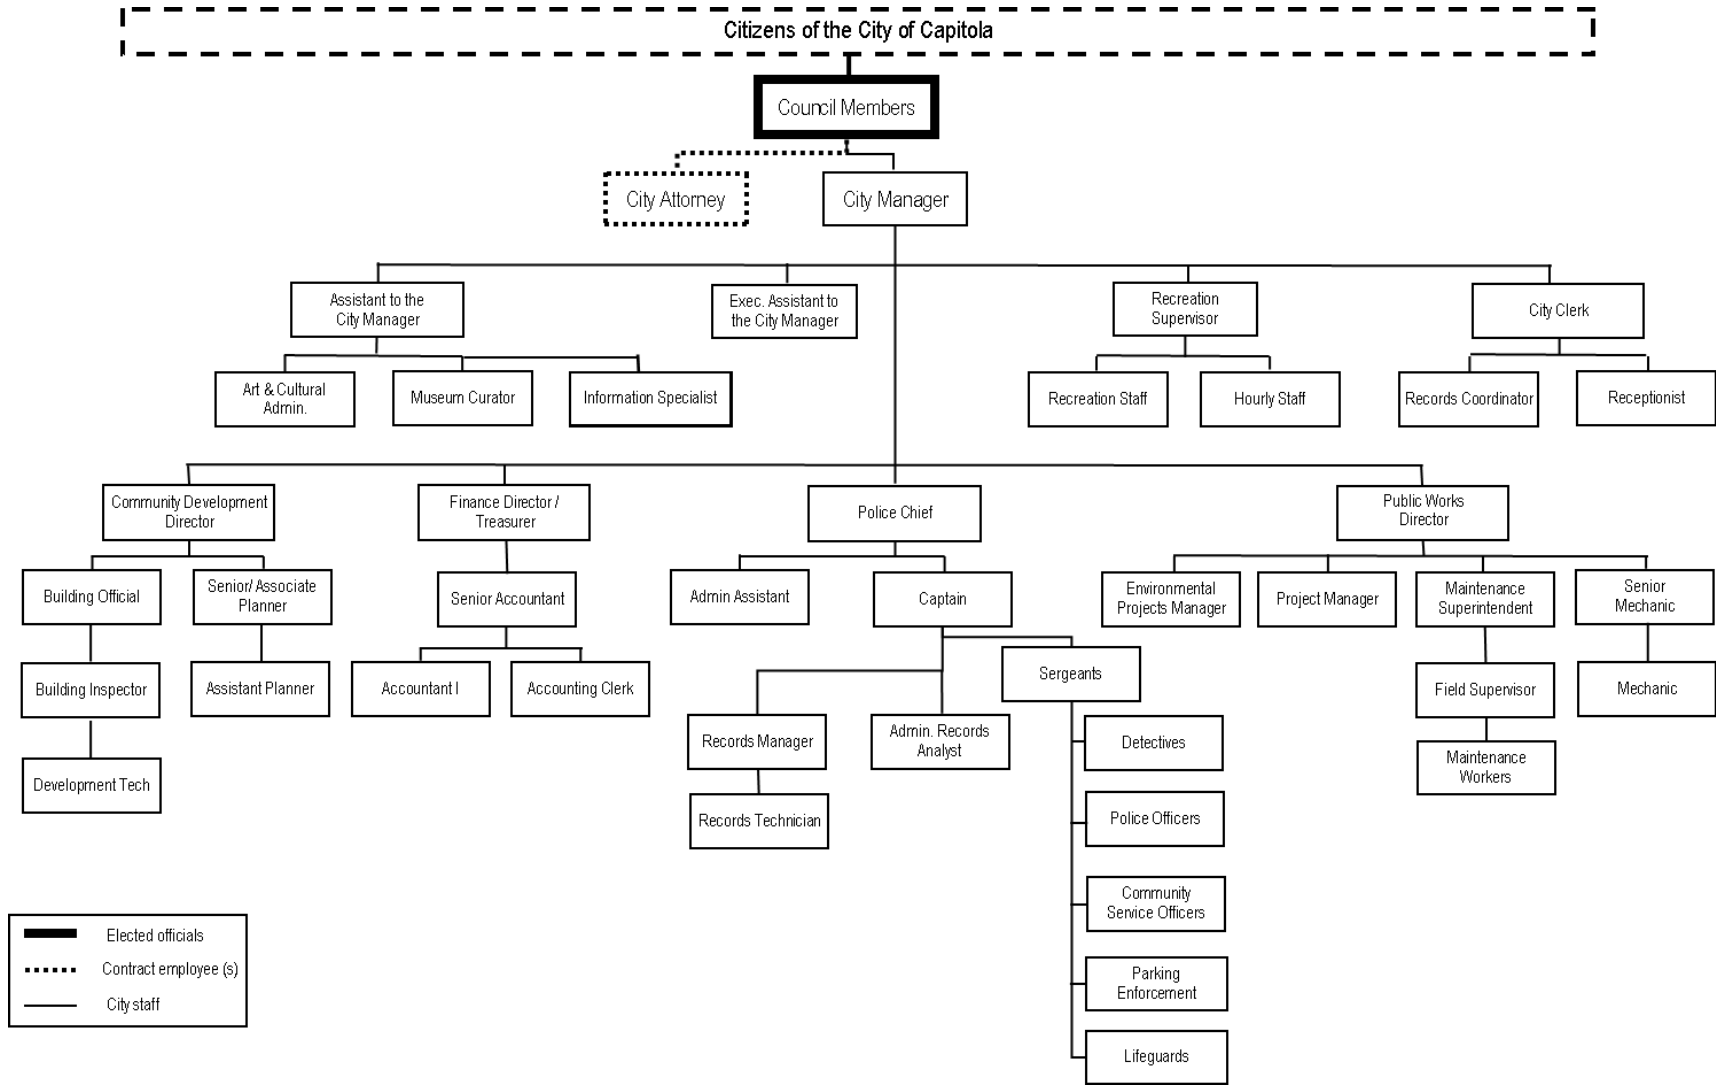 Citizens of the City of Capitola
Council Members
City Attorney
City Manager
Assistant to the
City Manager
Exec. Assistant to
the City Manager
Recreation
Supervisor
City Clerk
Art & Cultural
Admin.
Museum Curator
Information Specialist
Recreation Staff
Hourly Staff
Records Coordinator
Receptionist
Community Development
Director
Finance Director /
Treasurer
Police Chief
Public Works
Director
Building Official
Senior/ Associate
Planner
Senior Accountant
Admin Assistant
Captain
Environmental
Projects Manager
Project Manager
Maintenance
Superintendent
Senior
Mechanic
Building Inspector
Assistant Planner
Accountant I
Accounting Clerk
Sergeants
Field Supervisor
Mechanic
Records Manager
Admin. Records
Analyst
Detectives
Maintenance
Workers
Development Tech
Records Technician
Police Officers
Community
Service Officers
Parking
Enforcement
Lifeguards
Elected officials
Contract employee (s)
City staff